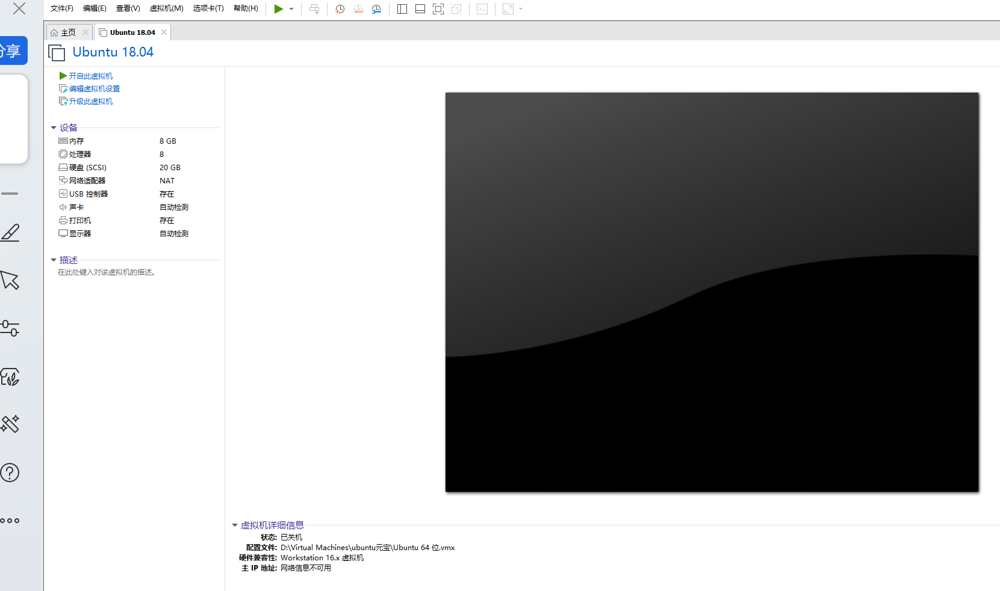 文件(F) 编辑(E) 查看(V) 虚拟机(M) 选项卡(T) 帮助(H)
分享
主页 Ubuntu 18.04
Ubuntu 18.04
开启此虚拟机
编辑虚拟机设置
升级此虚拟机
设备
内存 8 GB
处理器 8
硬盘 (SCSI) 20 GB
网络适配器 NAT
USB 控制器 存在
声卡 自动检测
打印机 存在
显示器 自动检测
描述
在此处键入对该虚拟机的描述。
虚拟机详细信息
状态: 已关机
配置文件: D:\Virtual Machines\ubuntu元宝\Ubuntu 64 位.vmx
硬件兼容性: Workstation 16.x 虚拟机
主 IP 地址: 网络信息不可用